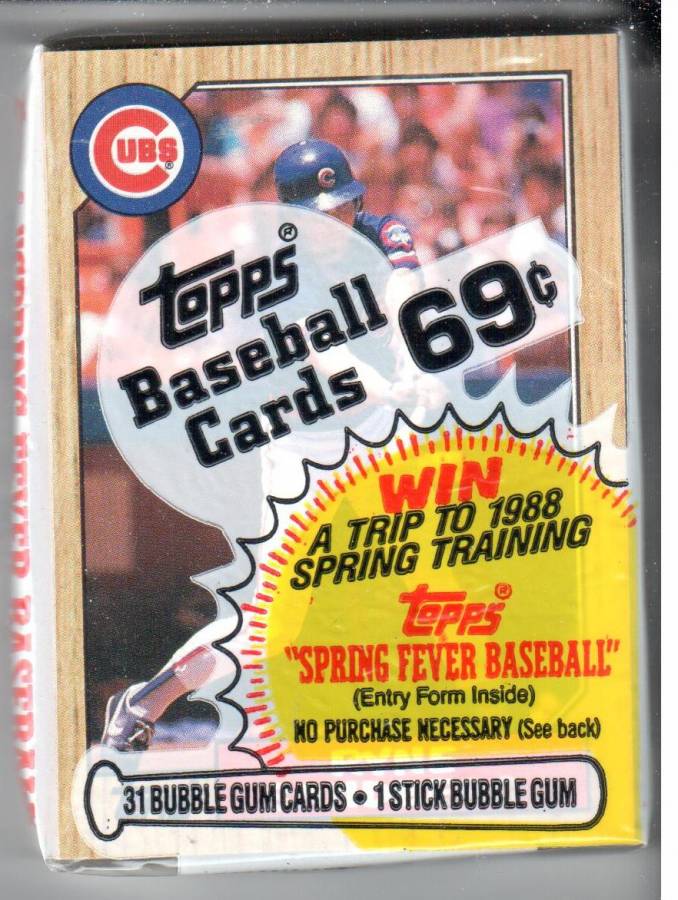 CUBS®
C
Topps®
Baseball
Cards
69¢
WIN
A TRIP TO 1988
SPRING TRAINING
Topps®
"SPRING FEVER BASEBALL"
(Entry Form Inside)
NO PURCHASE NECESSARY (See back)
31 BUBBLE GUM CARDS • 1 STICK BUBBLE GUM